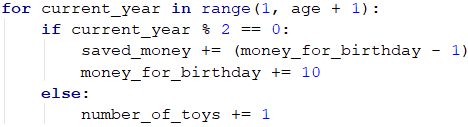 for current_year in range(1, age + 1):
    if current_year % 2 == 0:
        saved_money += (money_for_birthday - 1)
        money_for_birthday += 10
    else:
        number_of_toys += 1